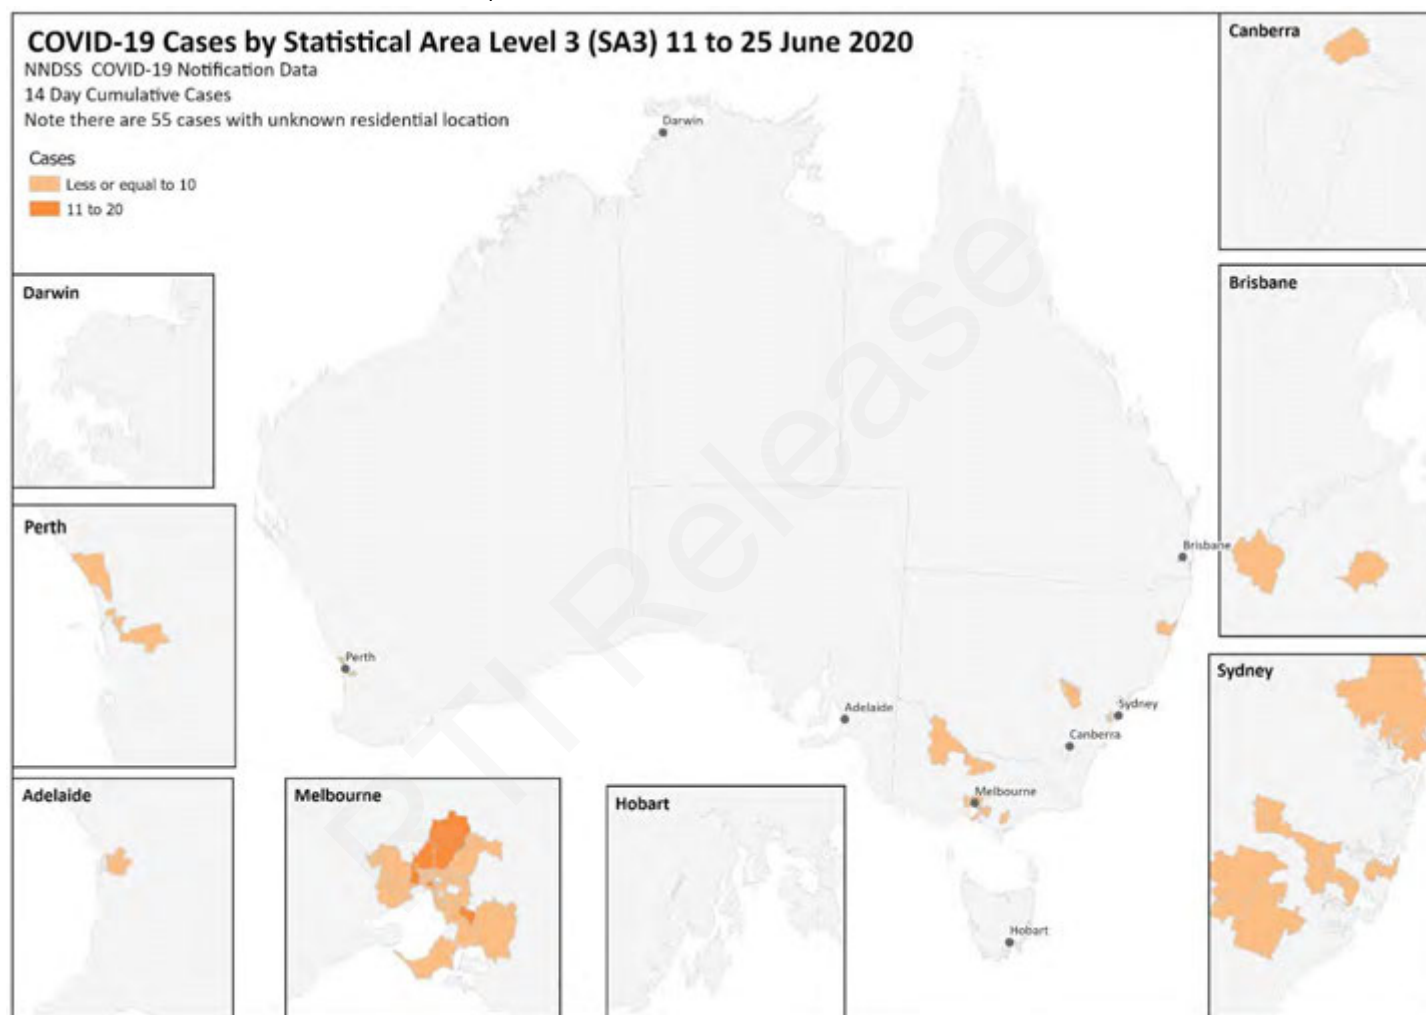 COVID-19 Cases by Statistical Area Level 3 (SA3) 11 to 25 June 2020
NNDSS COVID-19 Notification Data
14 Day Cumulative Cases
Note there are 55 cases with unknown residential location
Cases
Less or equal to 10
11 to 20
Canberra
Darwin
Darwin
Brisbane
Perth
Brisbane
Perth
Sydney
Adelaide
Sydney
Canberra
Adelaide
Melbourne
Melbourne
Hobart
Hobart
RTI Release